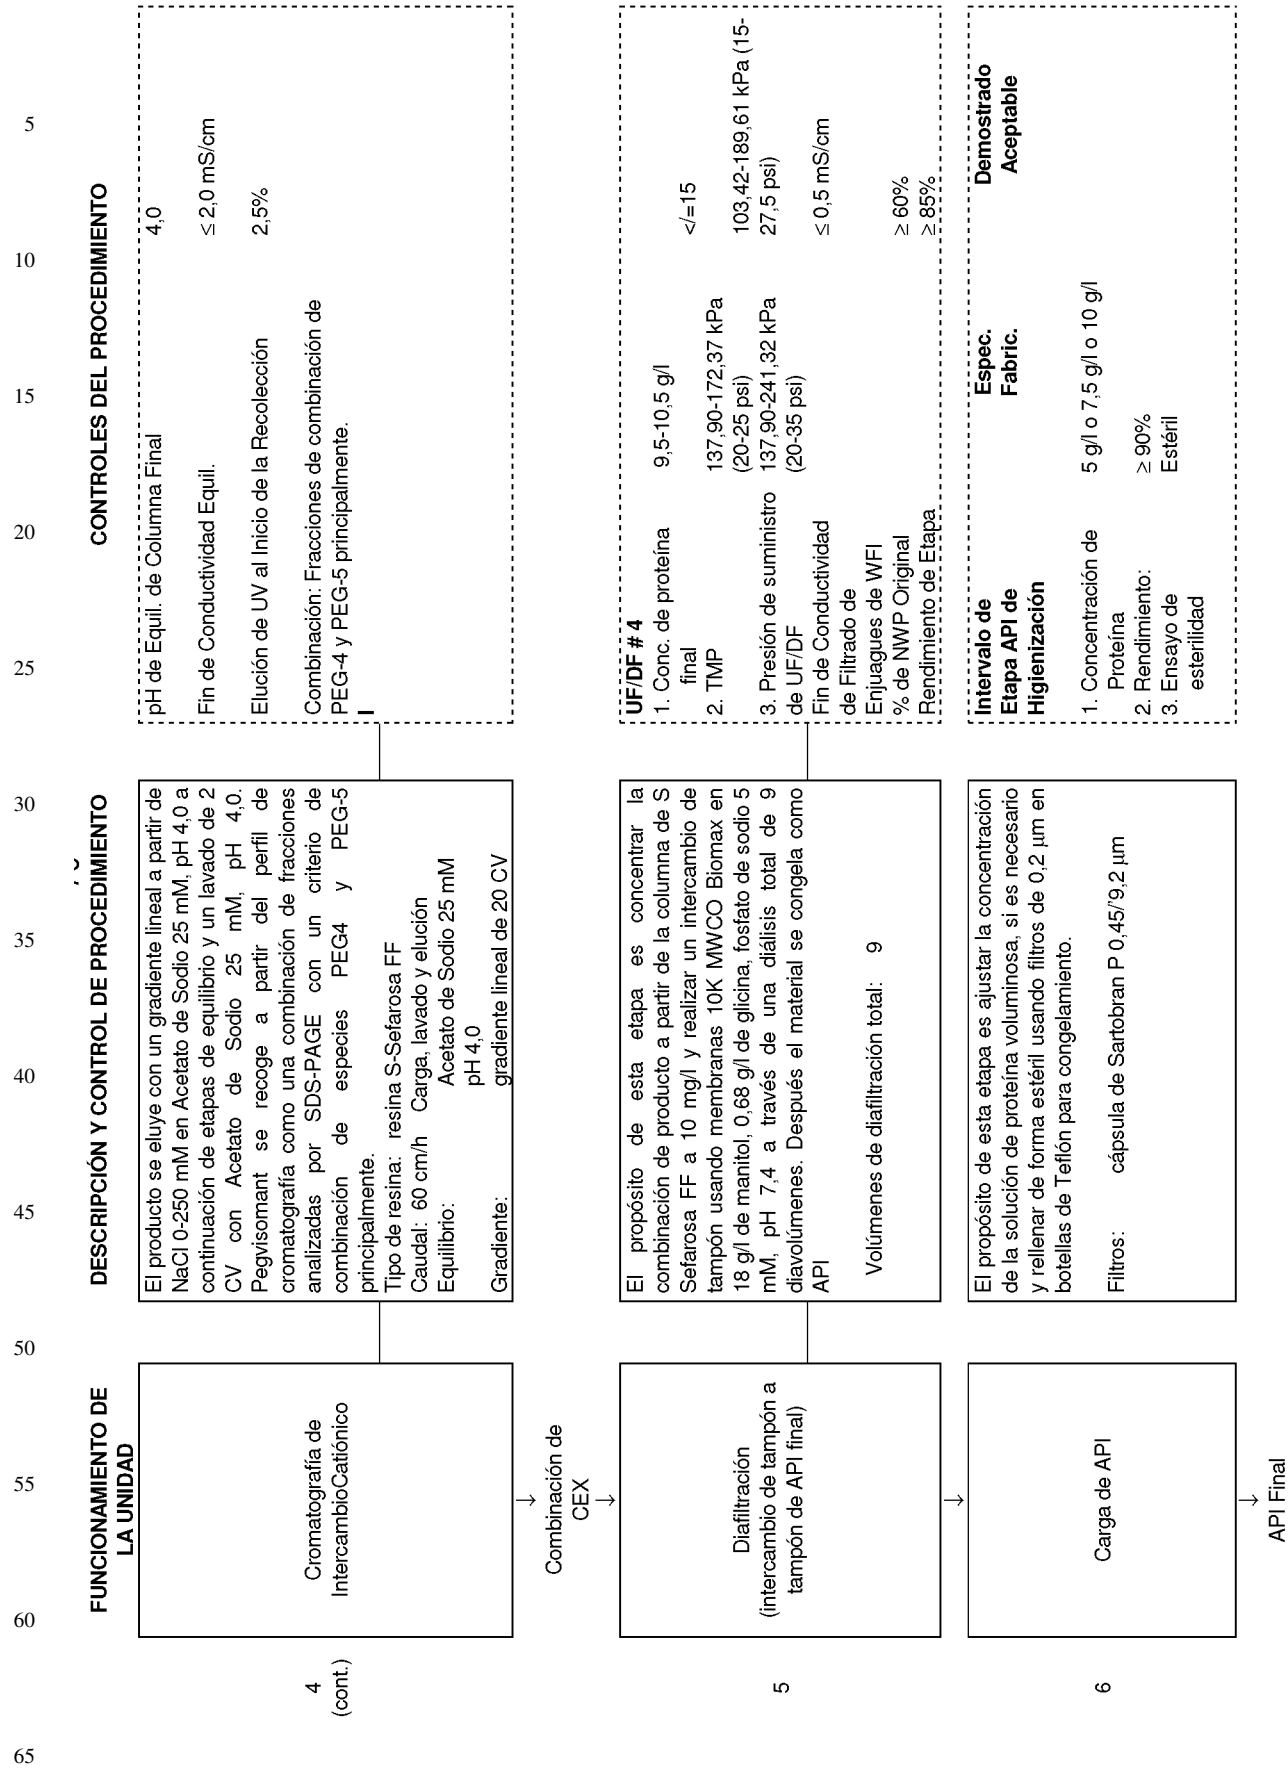 FUNCIONAMIENTO DE
LA UNIDAD
DESCRIPCIÓN Y CONTROL DE PROCEDIMIENTO
CONTROLES DEL PROCEDIMIENTO
4
(cont.)
Cromatografía de
IntercambioCatiónico
El producto se eluye con un gradiente lineal a partir de
NaCl 0-250 mM en Acetato de Sodio 25 mM, pH 4,0 a
continuación de etapas de equilibrio y un lavado de 2
CV con Acetato de Sodio 25 mM, pH 4,0.
Pegvisomant se recoge a partir del perfil de
cromatografía como una combinación de fracciones
analizadas por SDS-PAGE con un criterio de
combinación de especies PEG4 y PEG-5
principalmente.
Tipo de resina: resina S-Sefarosa FF
Caudal: 60 cm/h Carga, lavado y elución
Equilibrio: Acetato de Sodio 25 mM
pH 4,0
Gradiente: gradiente lineal de 20 CV
pH de Equil. de Columna Final 4,0
Fin de Conductividad Equil. ≤ 2,0 mS/cm
Elución de UV al Inicio de la Recolección 2,5%
Combinación: Fracciones de combinación de
PEG-4 y PEG-5 principalmente.
Combinación de
CEX
5
Diafiltración
(intercambio de tampón a
tampón de API final)
El propósito de esta etapa es concentrar la
combinación de producto a partir de la columna de S
Sefarosa FF a 10 mg/l y realizar un intercambio de
tampón usando membranas 10K MWCO Biomax en
18 g/l de manitol, 0,68 g/l de glicina, fosfato de sodio 5
mM, pH 7,4 a través de una diálisis total de 9
diavolúmenes. Después el material se congela como
API
Volúmenes de diafiltración total: 9
UF/DF # 4
1. Conc. de proteína 9,5-10,5 g/l
final </=15
2. TMP 137,90-172,37 kPa 103,42-189,61 kPa (15-
(20-25 psi) 27,5 psi)
3. Presión de suministro 137,90-241,32 kPa
de UF/DF (20-35 psi)
Fin de Conductividad ≤ 0,5 mS/cm
de Filtrado de
Enjuagues de WFI
% de NWP Original ≥ 60%
Rendimiento de Etapa ≥ 85%
6
Carga de API
El propósito de esta etapa es ajustar la concentración
de la solución de proteína voluminosa, si es necesario
y rellenar de forma estéril usando filtros de 0,2 µm en
botellas de Teflón para congelamiento.
Filtros: cápsula de Sartobran P 0,45/'9,2 µm
Intervalo de Espec. Demostrado
Etapa API de Fabric. Aceptable
Higienización
1. Concentración de 5 g/l o 7,5 g/l o 10 g/l
Proteína
2. Rendimiento: ≥ 90%
3. Ensayo de Estéril
esterilidad
API Final
5
10
15
20
25
30
35
40
45
50
55
60
65